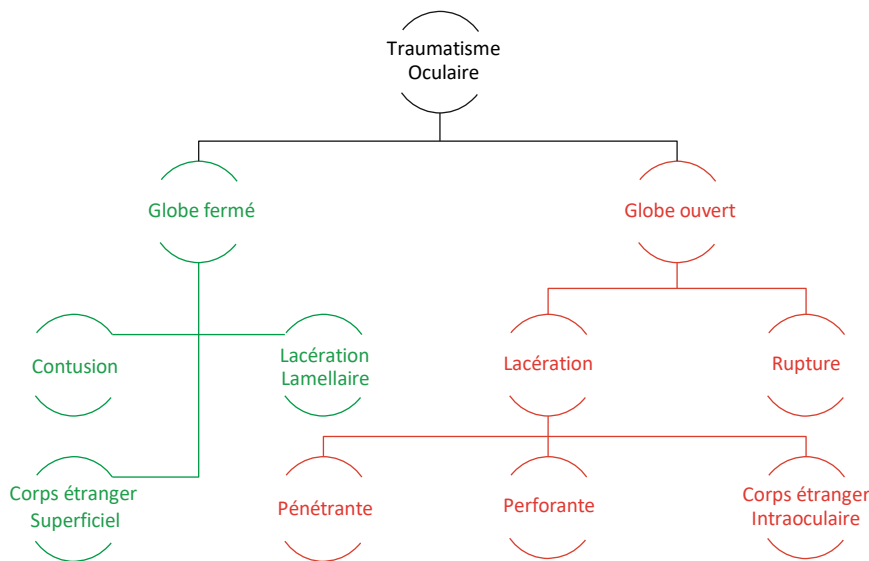 Traumatisme
Oculaire
Globe fermé
Globe ouvert
Contusion
Lacération
Lamellaire
Lacération
Rupture
Corps étranger
Superficiel
Pénétrante
Perforante
Corps étranger
Intraoculaire